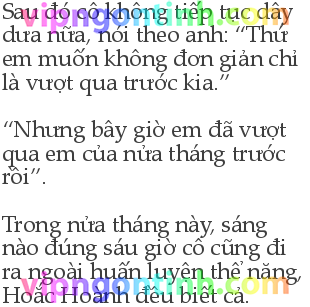 Sau đó cô không tiếp tục dây
dưa nữa, nói theo anh: “Thứ
em muốn không đơn giản chỉ
là vượt qua trước kia.”
“Nhưng bây giờ em đã vượt
qua em của nửa tháng trước
rồi”.
Trong nửa tháng này, sáng
nào đúng sáu giờ cô cũng đi
ra ngoài huấn luyện thể năng,
Hoắc Hoành đều biết cả.
vipngontinh.com
vipngontinh.com